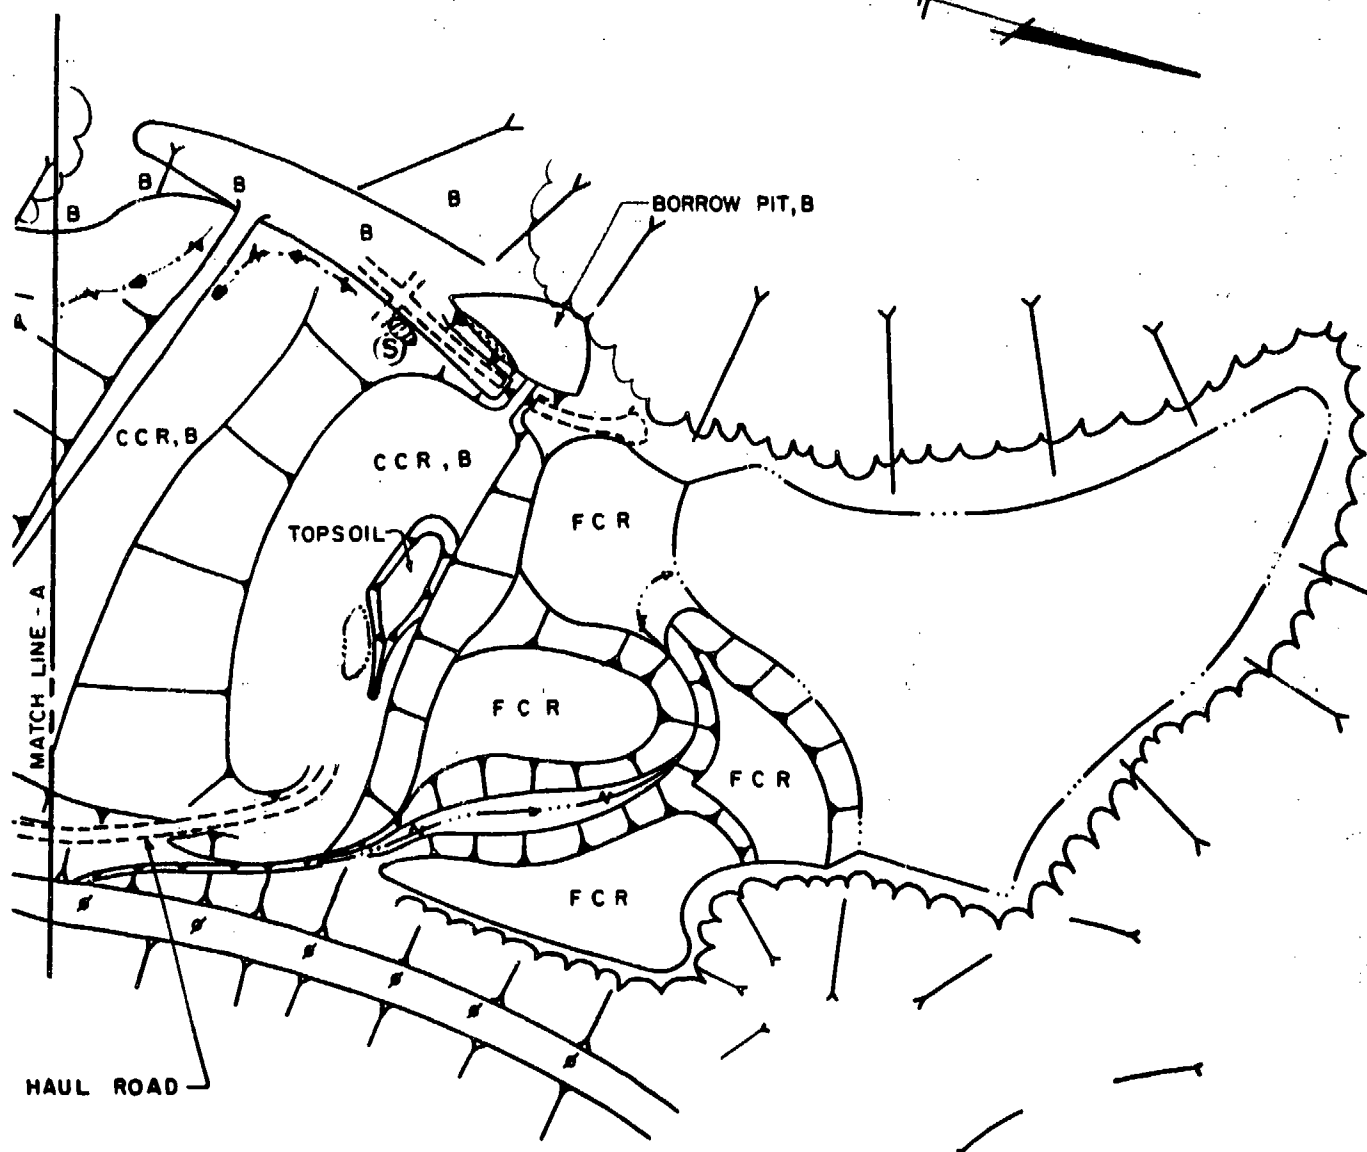 B
B
B
B
B
BORROW PIT, B
(S)
CCR, B
CCR, B
FCR
TOPSOIL
MATCH LINE - A
FCR
FCR
FCR
HAUL ROAD